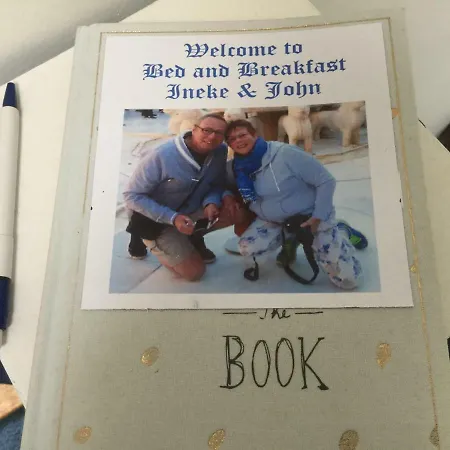 Welcome to
Bed and Breakfast
Ineke & John
The
BOOK